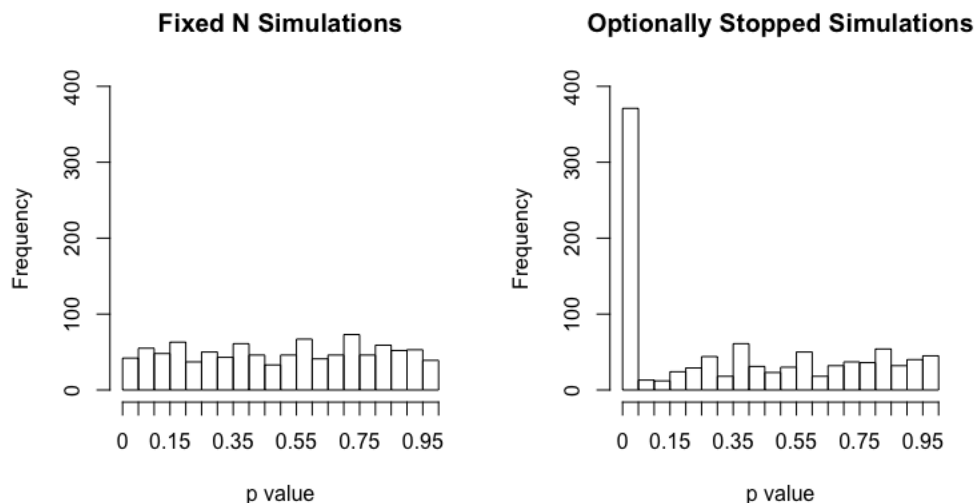 Fixed N Simulations
Frequency
400
300
200
100
0
0 0.15 0.35 0.55 0.75 0.95
p value
Optionally Stopped Simulations
Frequency
400
300
200
100
0
0 0.15 0.35 0.55 0.75 0.95
p value